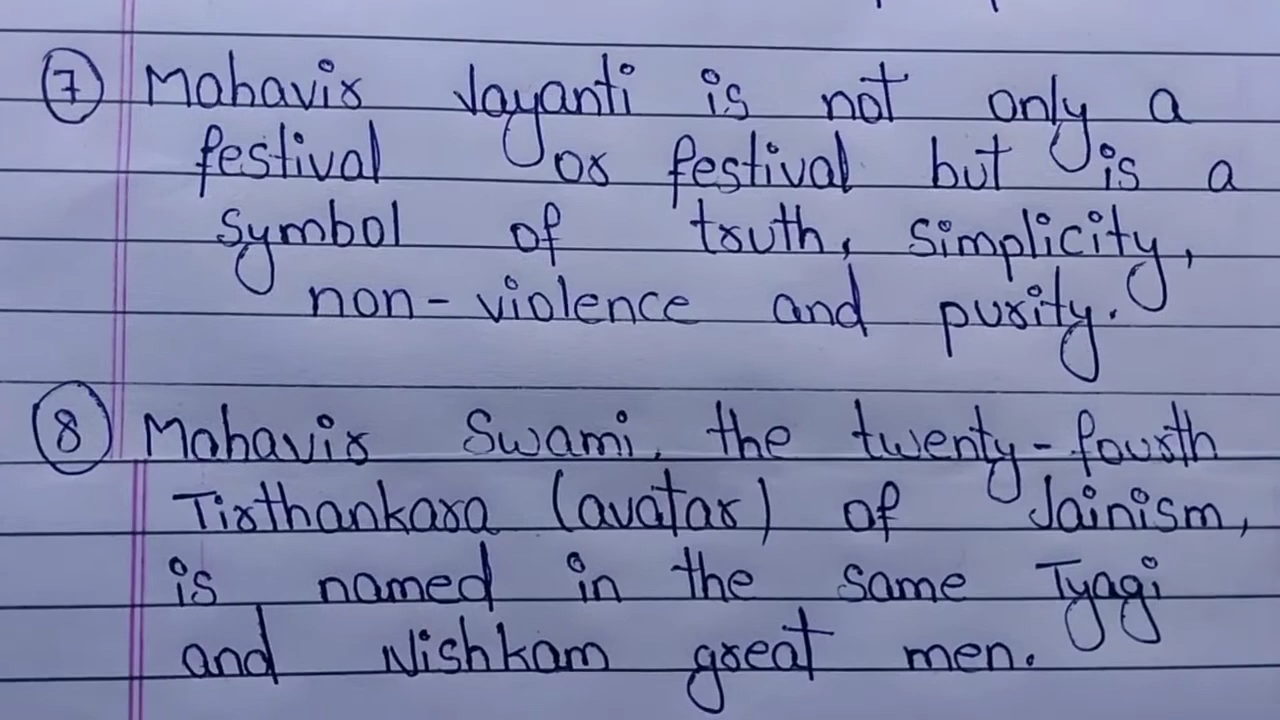 7 Mahavir Jayanti is not only a
festival or festival but is a
symbol of truth, simplicity,
non-violence and purity.
8 Mahavir Swami, the twenty-fourth
Tirthankara (avatar) of Jainism,
is named in the same Tyagi
and Nishkam great men.